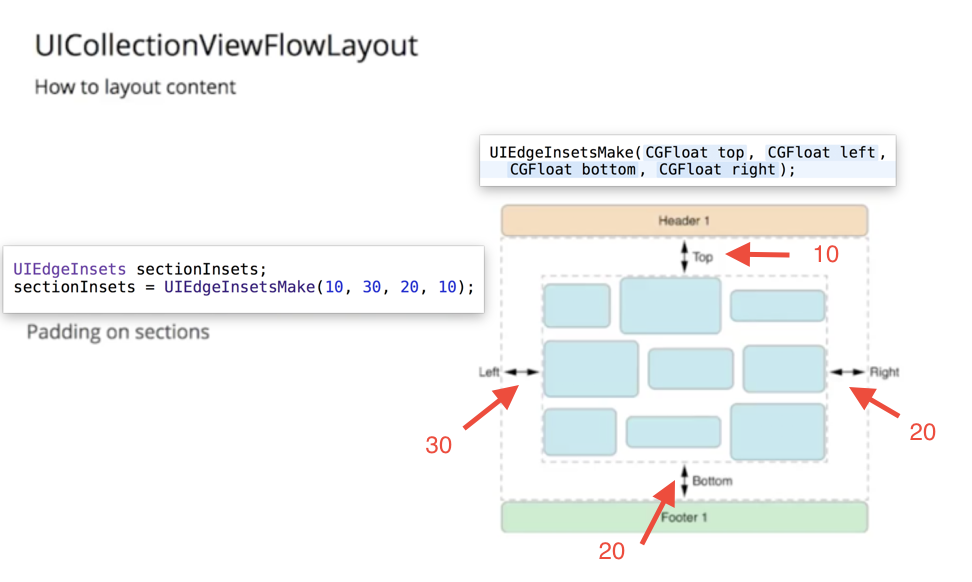 UICollectionViewFlowLayout
How to layout content
UIEdgeInsetsMake(CGFloat top, CGFloat left,
CGFloat bottom, CGFloat right);
Header 1
Top
10
UIEdgeInsets sectionInsets;
sectionInsets = UIEdgeInsetsMake(10, 30, 20, 10);
Padding on sections
Left
Right
30
20
Bottom
Footer 1
20